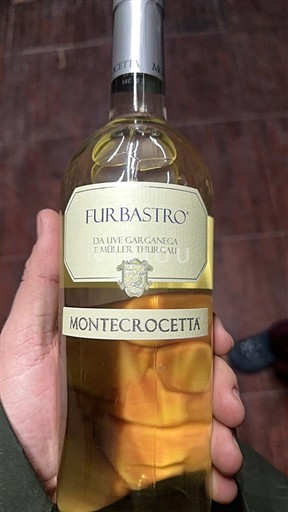 FURBASTRO®
DA UVE GARGANEGA
E MÜLLER THURGAU
MONTECROCETTA